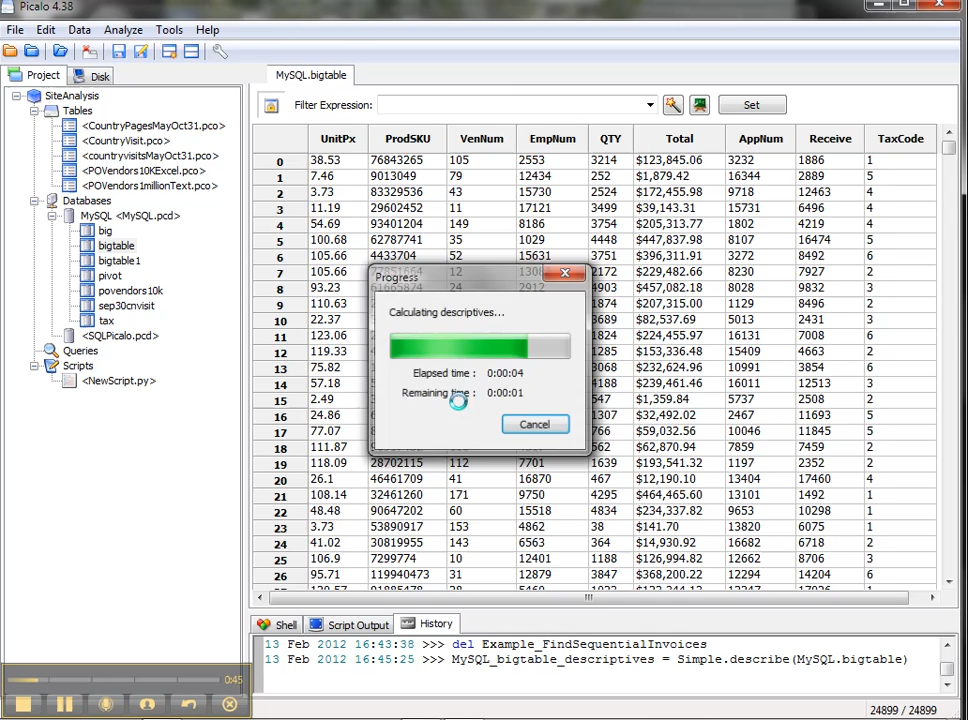 Picalo 4.38
File Edit Data Analyze Tools Help
Project Disk
MySQL.bigtable
SiteAnalysis
Tables
<CountryPagesMayOct31.pco>
<CountryVisit.pco>
<countryvisitsMayOct31.pco>
<POVendors10KExcel.pco>
<POVendors1millionText.pco>
Databases
MySQL <MySQL.pcd>
big
bigtable
bigtable1
pivot
povendors10k
sep30cnvisit
tax
<SQLPicalo.pcd>
Queries
Scripts
<NewScript.py>
Filter Expression: Set
UnitPx ProdSKU VenNum EmpNum QTY Total AppNum Receive TaxCode
0 38.53 76843265 105 2553 3214 $123,845.06 3232 1886 1
1 7.46 9013049 79 12434 252 $1,879.42 16344 2889 5
2 3.73 83329536 43 15730 $172,455.98 9718 12463 4
3 11.19 29602452 11 17121 3499 $39,143.31 15731 6496 4
4 54.69 93401204 149 8186 3754 $205,313.77 1802 4219 4
5 100.68 62787741 35 1029 4448 $447,837.98 8107 16474 5
6 105.66 4433704 52 15631 3751 $396,311.91 3272 8492 6
7 105.66 12 2172 $229,482.66 8230 7927 2
8 93.23 24 2912 4903 $457,082.18 8028 9832 3
9 110.63 1874 $207,315.00 1129 8496 2
10 22.37 3689 $82,537.69 5013 2431 3
11 123.06 $224,455.97 16131 7008 6
12 119.33 1285 $153,336.48 15409 4663 2
13 75.82 3068 $232,624.96 10991 3854 6
14 57.18 4188 $239,461.46 16011 12513 3
15 $1,359.84 5737 2508 2
16 24.86 1307 $32,492.02 2467 11693 5
17 77.07 766 $59,032.56 10046 11845 5
18 111.87 562 $62,870.94 7859 7459 2
19 118.09 28702115 112 7701 1639 $193,541.32 1197 2352 2
20 26.1 46461709 41 16870 467 $12,190.10 13404 17460 4
21 108.14 32461260 171 9750 4295 $464,465.60 13101 1492 1
22 48.48 90647202 60 15518 4834 $234,337.82 9653 10298 1
23 3.73 53890917 153 4862 38 $141.70 13820 6075 1
24 41.02 30819955 143 6563 364 $14,930.92 16682 6718 2
25 106.9 7299774 10 12401 1188 $126,994.82 12662 8706 3
26 95.71 119940473 31 12879 3847 $368,200.22 12294 14204 6
Progress
Calculating descriptives...
Elapsed time : 0:00:04
Remaining time : 0:00:01
Cancel
Shell Script Output History
13 Feb 2012 16:43:38 >>> del Example_FindSequentialInvoices
13 Feb 2012 16:45:25 >>> MySQL_bigtable_descriptives = Simple.describe(MySQL.bigtable)
0:45
24899 / 24899